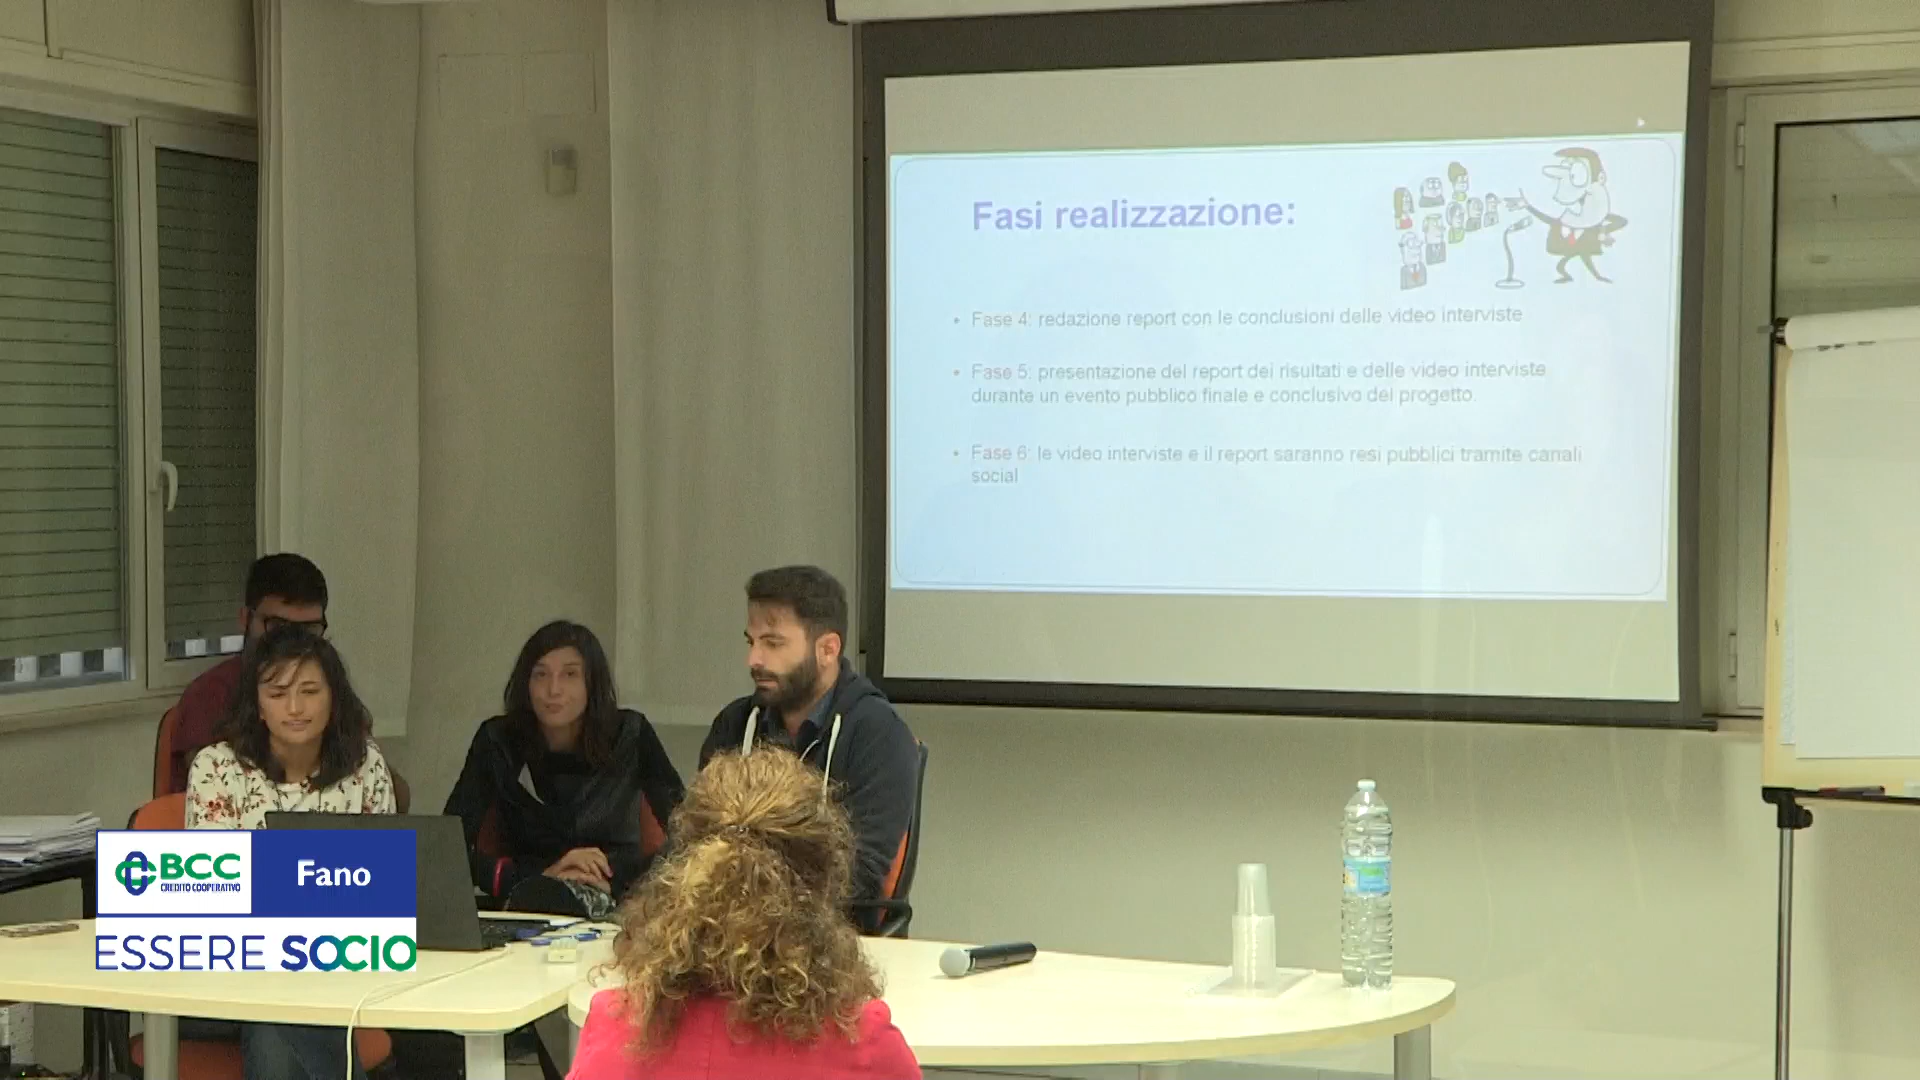 Fasi realizzazione:
• Fase 4: redazione report con le conclusioni delle video interviste
• Fase 5: presentazione del report dei risultati e delle video interviste
durante un evento pubblico finale e conclusivo del progetto.
• Fase 6: le video interviste e il report saranno resi pubblici tramite canali
social
BCC
CREDITO COOPERATIVO
Fano
ESSERE SOCIO